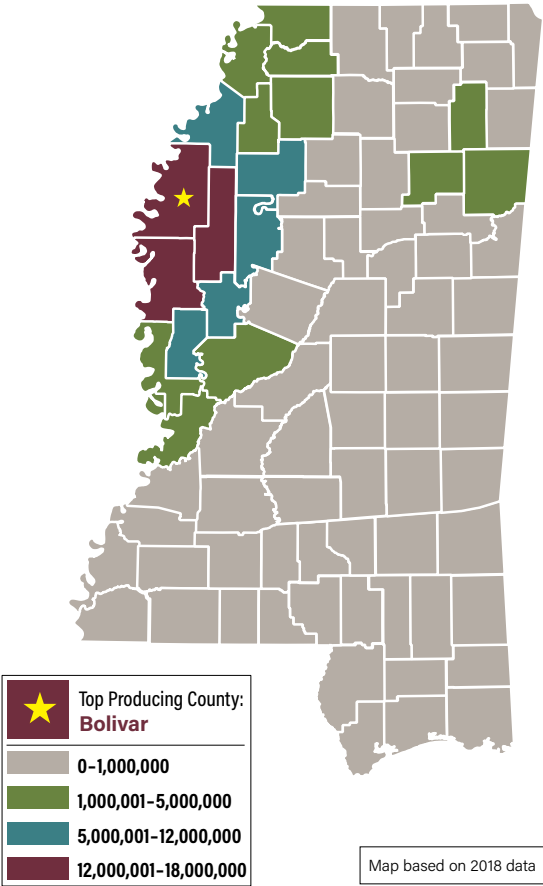 Top Producing County:
Bolivar
0–1,000,000
1,000,001–5,000,000
5,000,001–12,000,000
12,000,001–18,000,000
Map based on 2018 data